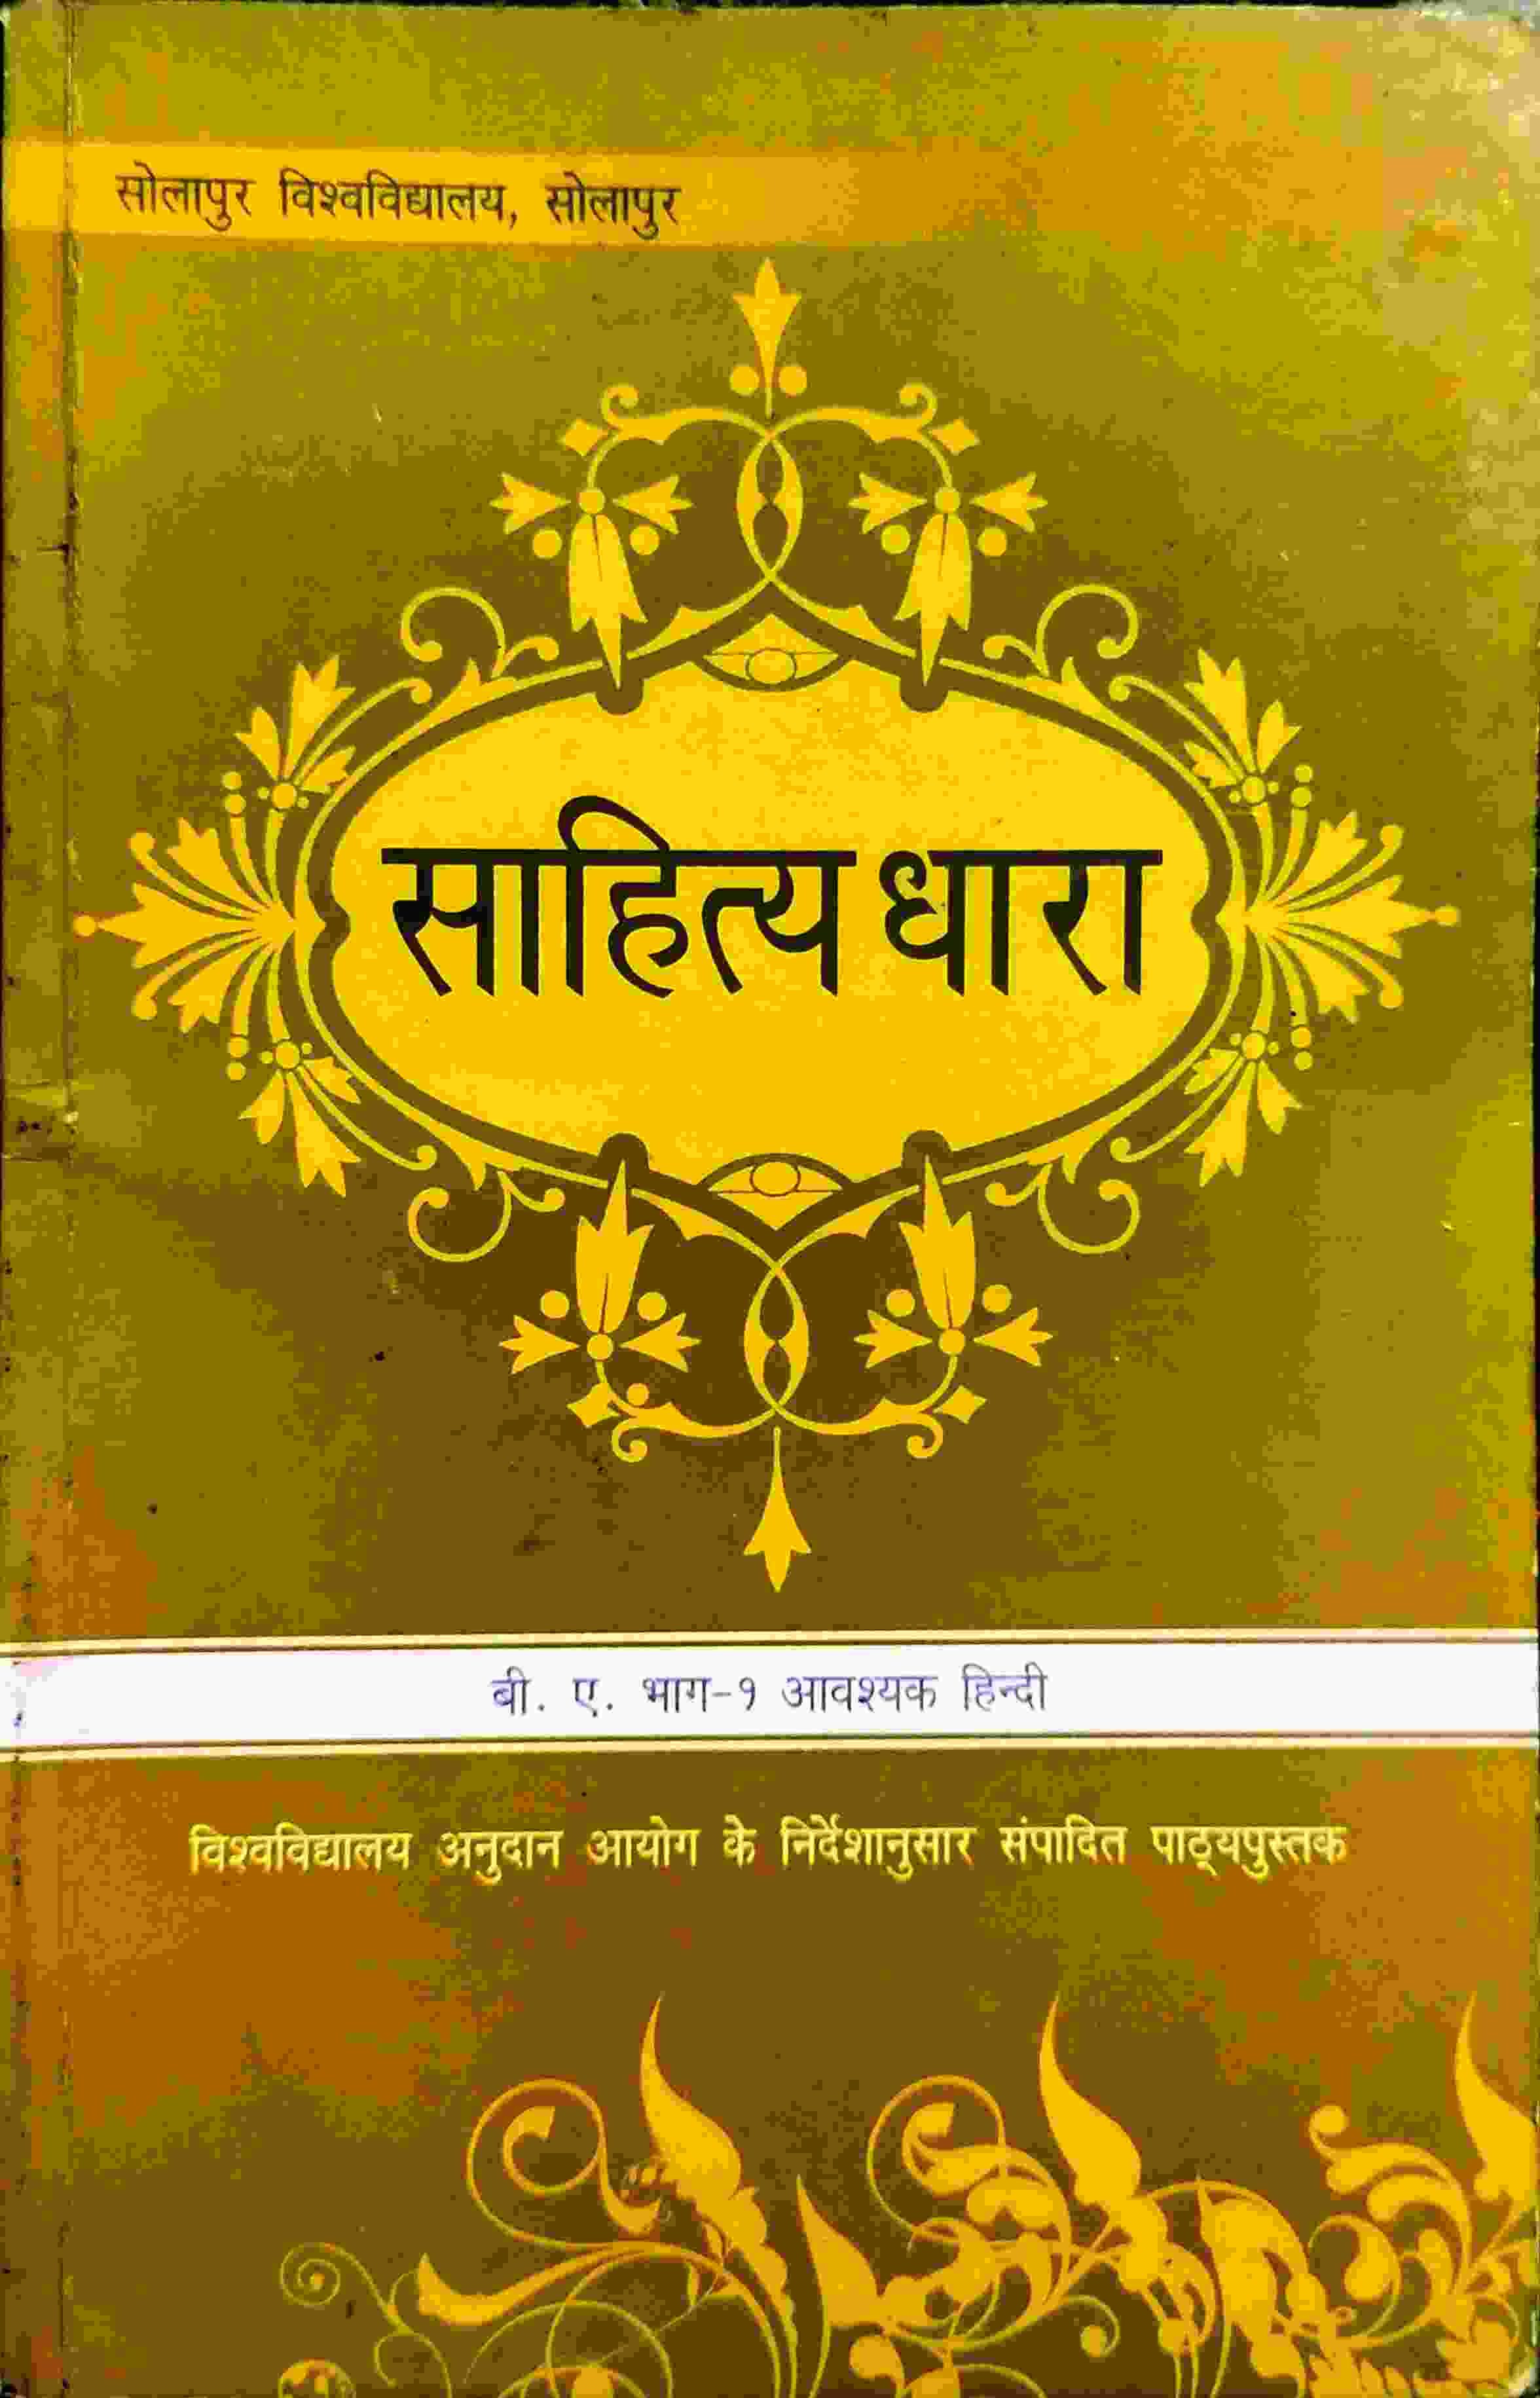 सोलापुर विश्वविद्यालय, सोलापुर
साहित्य धारा
बी. ए. भाग-१ आवश्यक हिन्दी
विश्वविद्यालय अनुदान आयोग के निर्देशानुसार संपादित पाठ्यपुस्तक